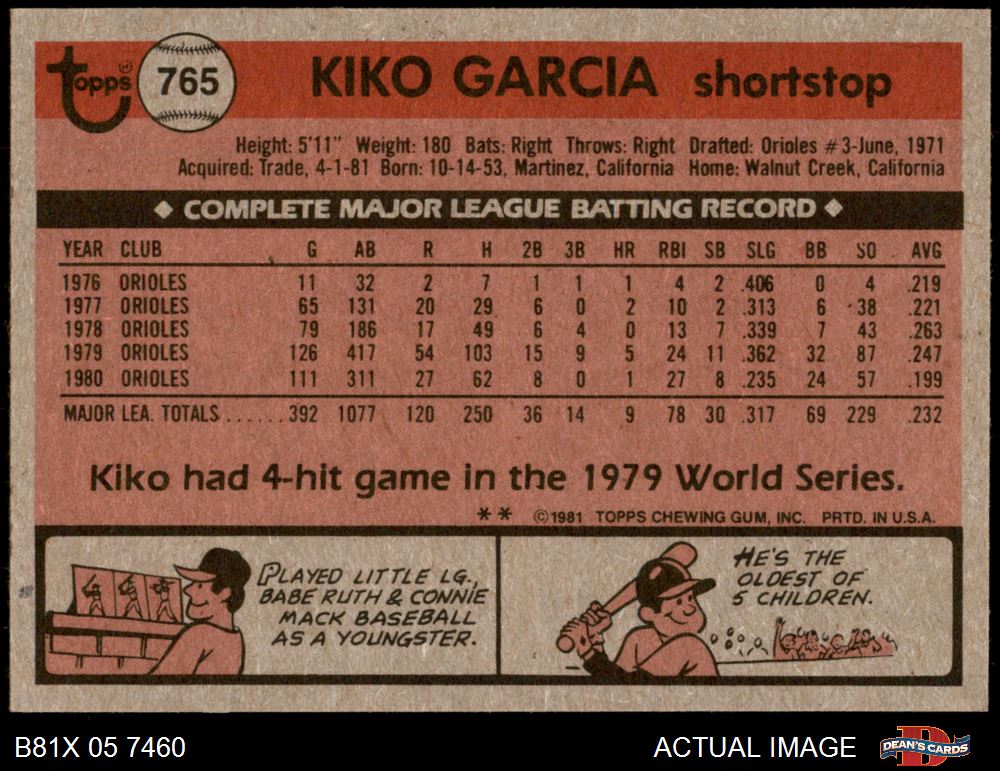 Topps 765 KIKO GARCIA shortstop
Height: 5'11" Weight: 180 Bats: Right Throws: Right Drafted: Orioles #3-June, 1971
Acquired: Trade, 4-1-81 Born: 10-14-53, Martinez, California Home: Walnut Creek, California
◆ COMPLETE MAJOR LEAGUE BATTING RECORD ◆
YEAR CLUB G AB R H 2B 3B HR RBI SB SLG BB SO AVG
1976 ORIOLES 11 32 2 7 1 1 1 4 2 .406 0 4 .219
1977 ORIOLES 65 131 20 29 6 0 2 10 2 .313 6 38 .221
1978 ORIOLES 79 186 17 49 6 4 0 13 7 .339 7 43 .263
1979 ORIOLES 126 417 54 103 15 9 5 24 11 .362 32 87 .247
1980 ORIOLES 111 311 27 62 8 0 1 27 8 .235 24 57 .199
MAJOR LEA. TOTALS ...... 392 1077 120 250 36 14 9 78 30 .317 69 229 .232
Kiko had 4-hit game in the 1979 World Series.
** ©1981 TOPPS CHEWING GUM, INC. PRTD. IN U.S.A.
PLAYED LITTLE LG.,
BABE RUTH & CONNIE
MACK BASEBALL
AS A YOUNGSTER.
HE'S THE
OLDEST OF
5 CHILDREN.
B81X 05 7460 ACTUAL IMAGE DEAN'S CARDS